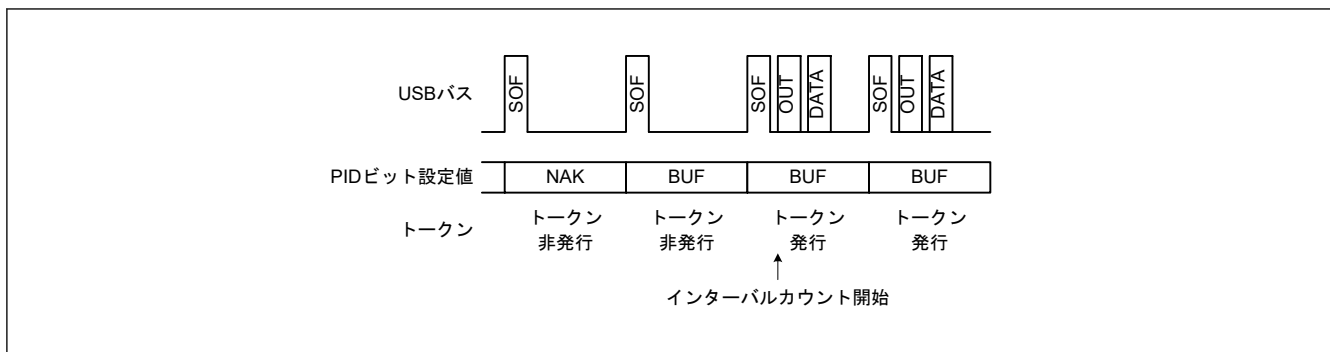 USBバス
SOF
SOF
SOF
OUT
DATA
SOF
OUT
DATA
PIDビット設定値
NAK
BUF
BUF
BUF
トークン
トークン
非発行
トークン
非発行
トークン
発行
トークン
発行
インターバルカウント開始